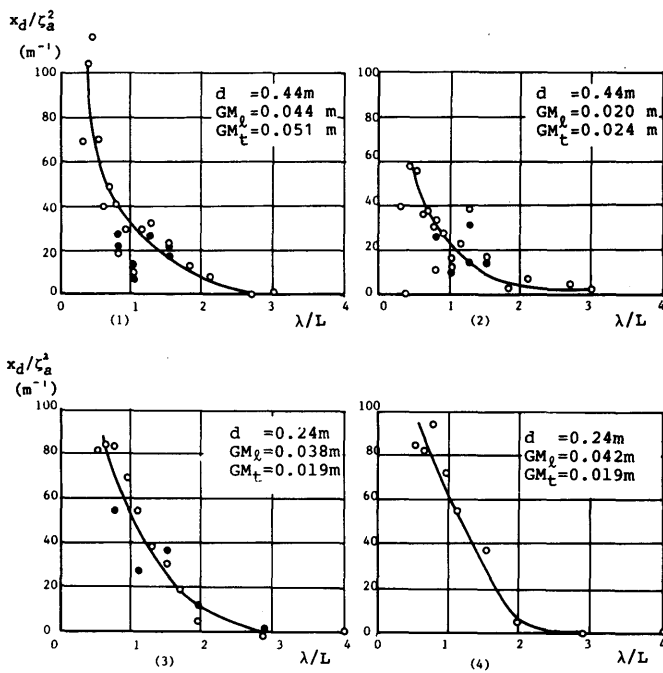 x_d/ζ_a^2
(m⁻¹)
100
80
60
40
20
0
d =0.44m
GM_ℓ=0.044 m
GM_t=0.051 m
0 1 2 3 4
(1)
λ/L
100
80
60
40
20
0
d =0.44m
GM_ℓ=0.020 m
GM_t=0.024 m
0 1 2 3 4
(2)
λ/L
x_d/ζ_a^2
(m⁻¹)
100
80
60
40
20
0
d =0.24m
GM_ℓ=0.038m
GM_t=0.019m
0 1 2 3 4
(3)
λ/L
100
80
60
40
20
0
d =0.24m
GM_ℓ=0.042m
GM_t=0.019m
0 1 2 3 4
(4)
λ/L